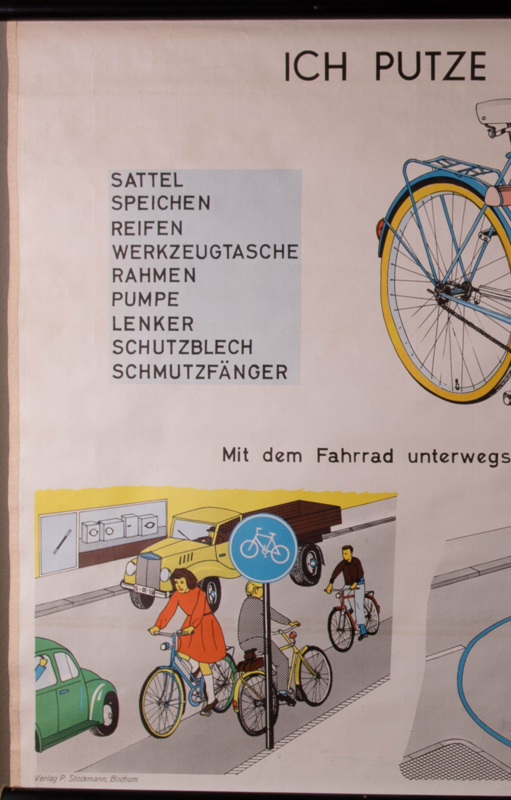 ICH PUTZE
SATTEL
SPEICHEN
REIFEN
WERKZEUGTASCHE
RAHMEN
PUMPE
LENKER
SCHUTZBLECH
SCHMUTZFÄNGER
Mit dem Fahrrad unterwegs
Verlag P. Stockmann, Bochum